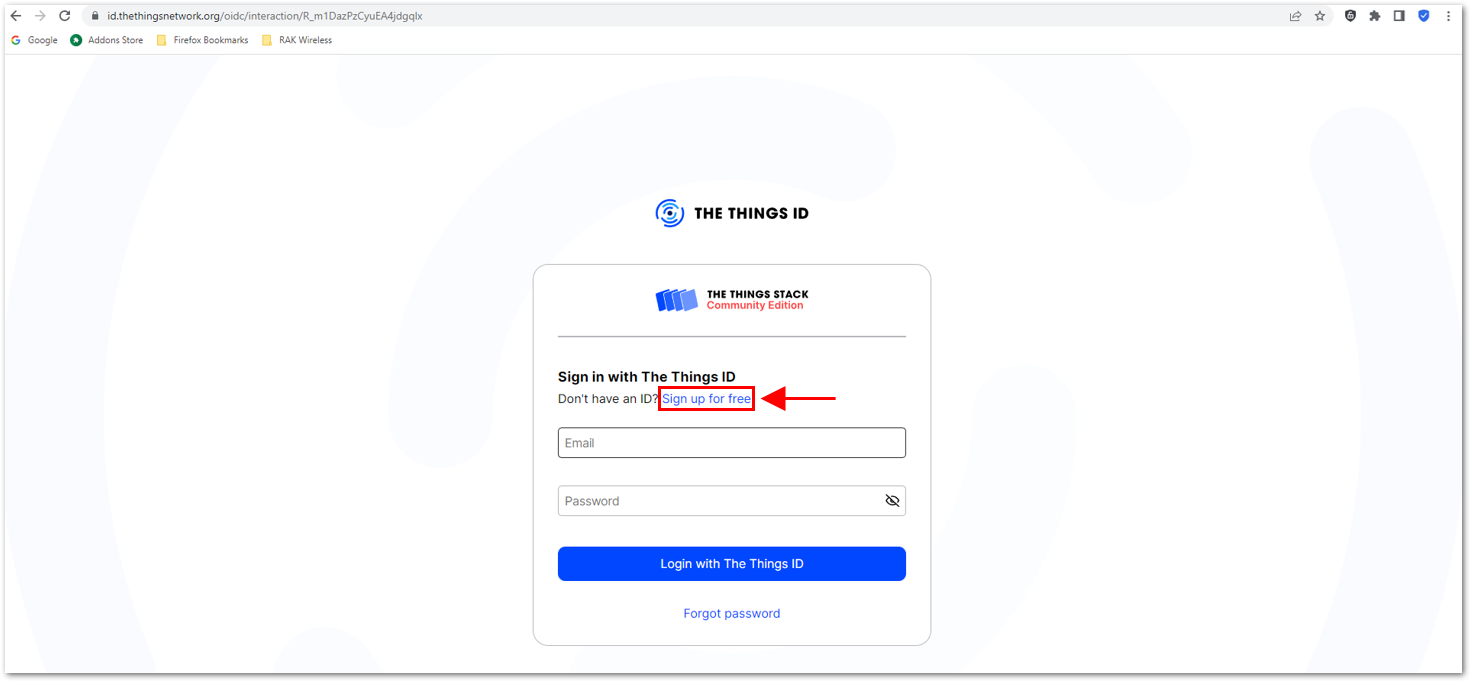 id.thethingsnetwork.org/oidc/interaction/R_m1DazPzCyuEA4jdgqlx
Google Addons Store Firefox Bookmarks RAK Wireless
THE THINGS ID
THE THINGS STACK
Community Edition
Sign in with The Things ID
Don't have an ID? Sign up for free
Email
Password
Login with The Things ID
Forgot password